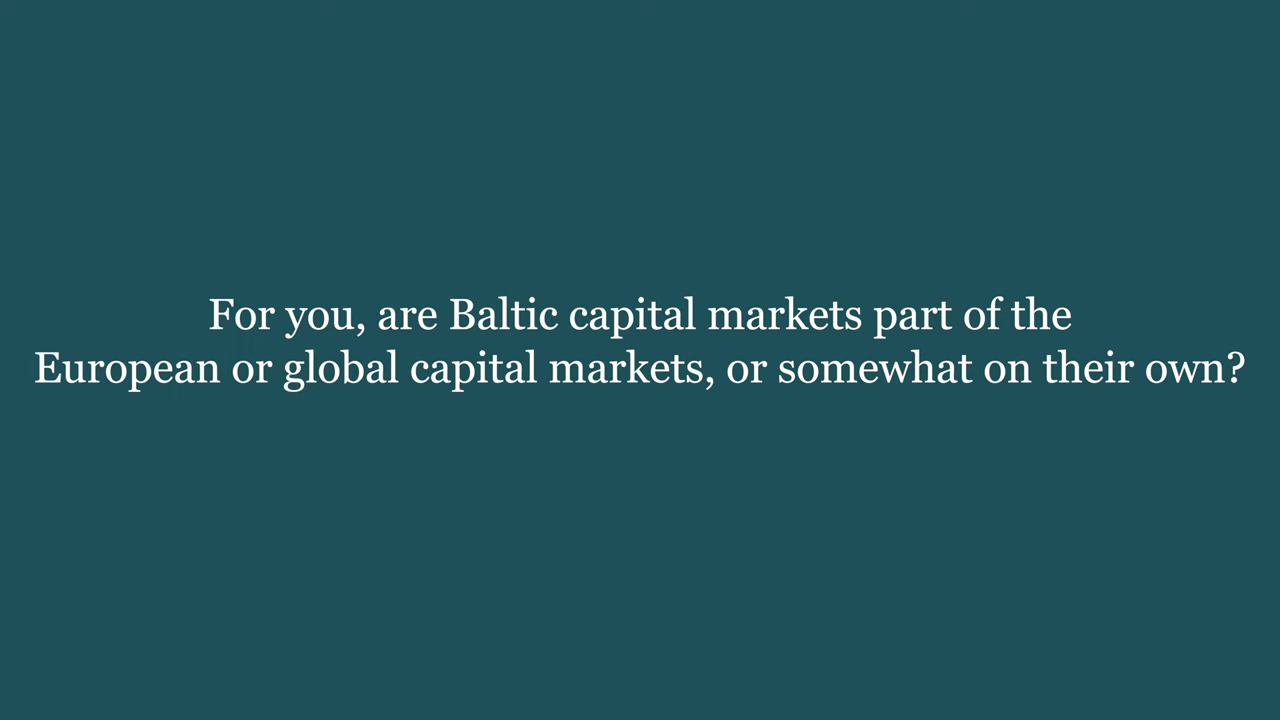 For you, are Baltic capital markets part of the
European or global capital markets, or somewhat on their own?